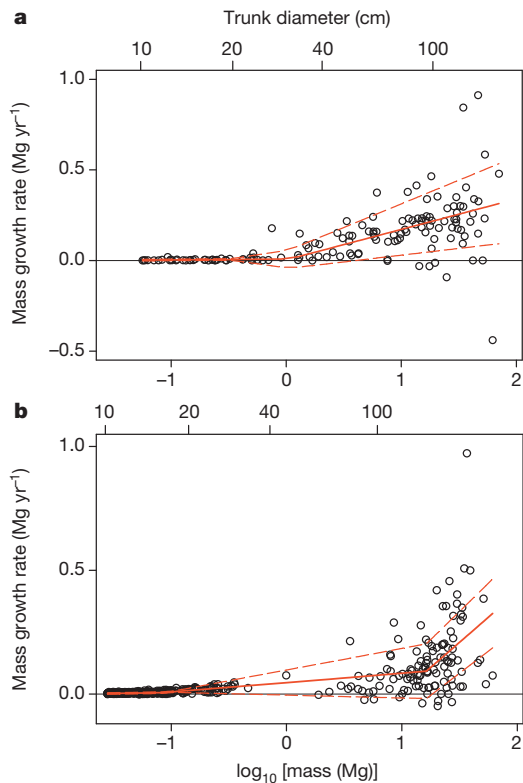 a
Trunk diameter (cm)
10 20 40 100
1.0
0.5
0.0
−0.5
Mass growth rate (Mg yr−1)
−1 0 1 2
b
10 20 40 100
1.0
0.5
0.0
Mass growth rate (Mg yr−1)
−1 0 1 2
log10 [mass (Mg)]